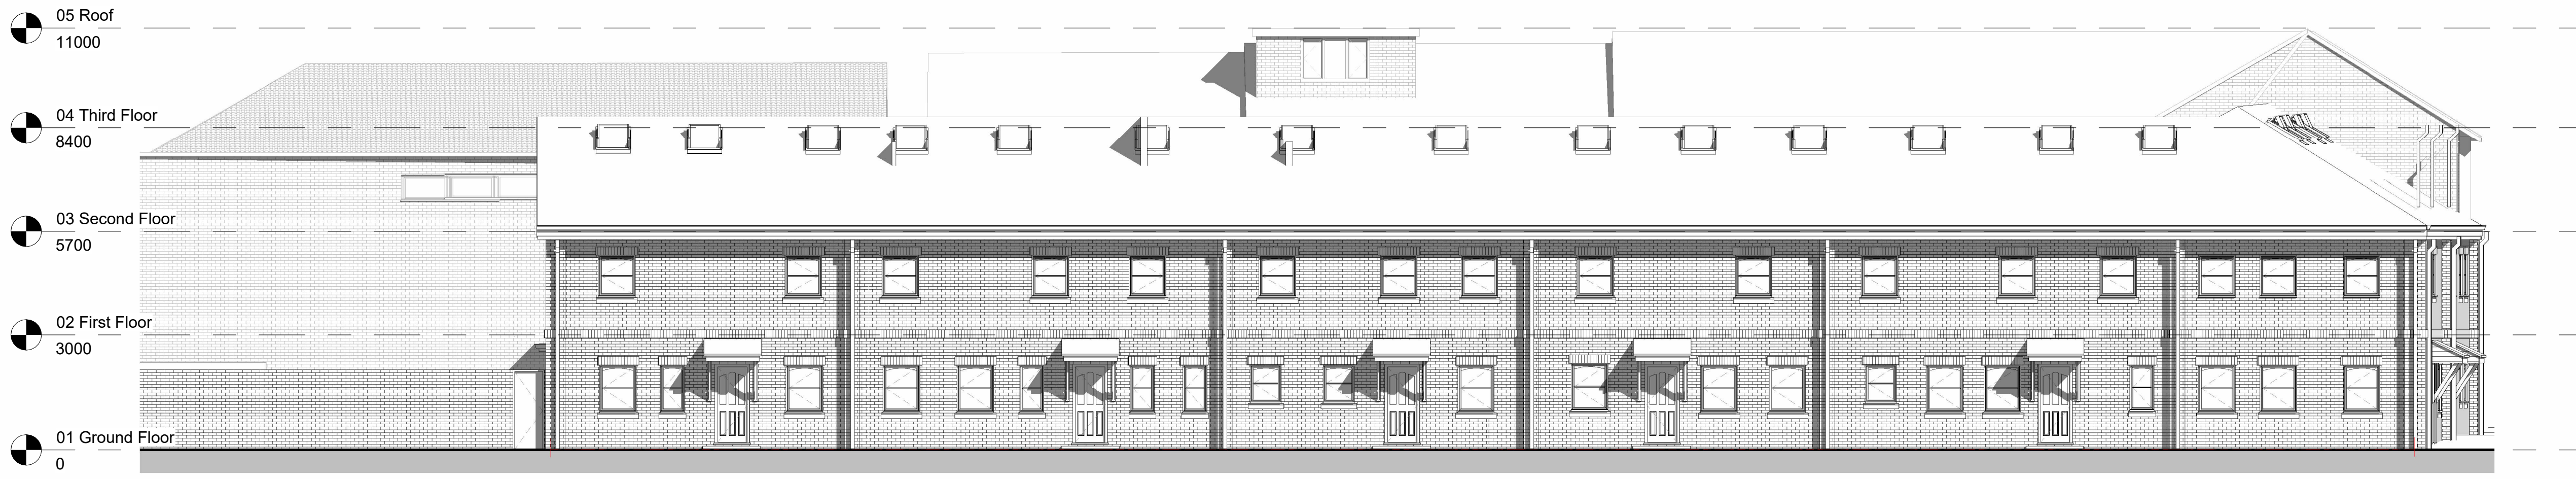 05 Roof
11000
04 Third Floor
8400
03 Second Floor
5700
02 First Floor
3000
01 Ground Floor
0